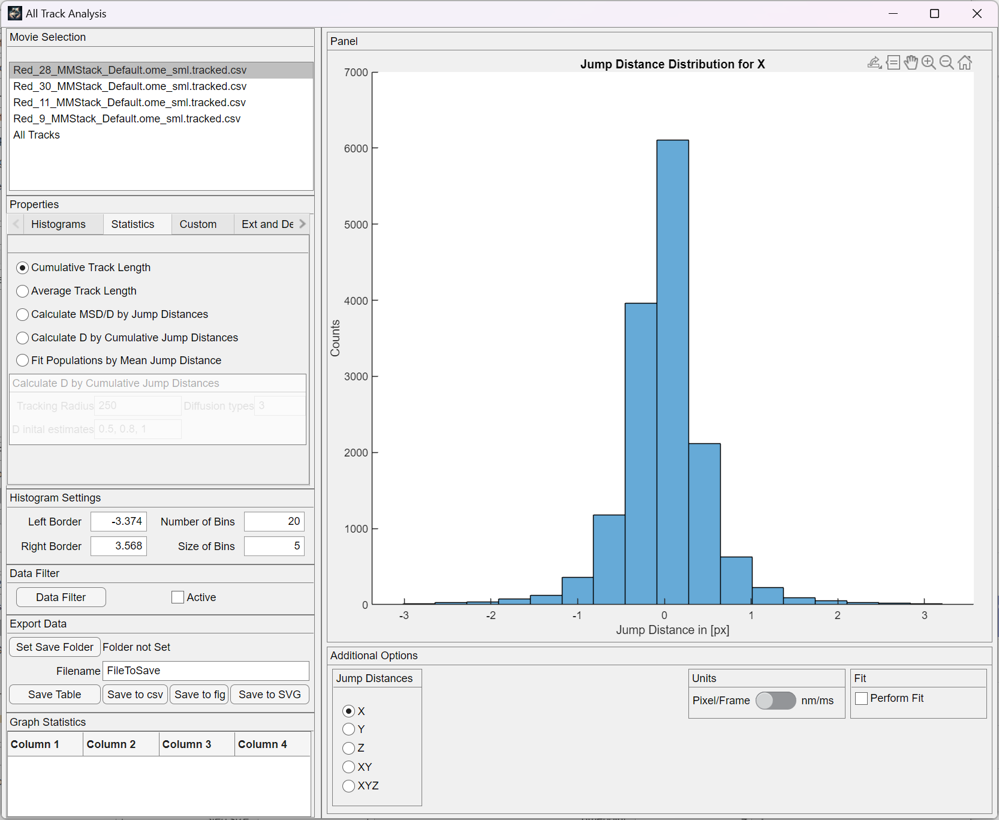 All Track Analysis
Movie Selection
Red_28_MMStack_Default.ome_sml.tracked.csv
Red_30_MMStack_Default.ome_sml.tracked.csv
Red_11_MMStack_Default.ome_sml.tracked.csv
Red_9_MMStack_Default.ome_sml.tracked.csv
All Tracks
Properties
Histograms Statistics Custom Ext and De
Cumulative Track Length
Average Track Length
Calculate MSD/D by Jump Distances
Calculate D by Cumulative Jump Distances
Fit Populations by Mean Jump Distance
Calculate D by Cumulative Jump Distances
Tracking Radius 250 Diffusion types 3
D inital estimates 0.5, 0.8, 1
Histogram Settings
Left Border -3.374 Number of Bins 20
Right Border 3.568 Size of Bins 5
Data Filter
Data Filter Active
Export Data
Set Save Folder Folder not Set
Filename FileToSave
Save Table Save to csv Save to fig Save to SVG
Graph Statistics
Column 1 Column 2 Column 3 Column 4
Panel
Jump Distance Distribution for X
7000
6000
5000
4000
3000
2000
1000
0
Counts
-3 -2 -1 0 1 2 3
Jump Distance in [px]
Additional Options
Jump Distances
X
Y
Z
XY
XYZ
Units
Pixel/Frame nm/ms
Fit
Perform Fit